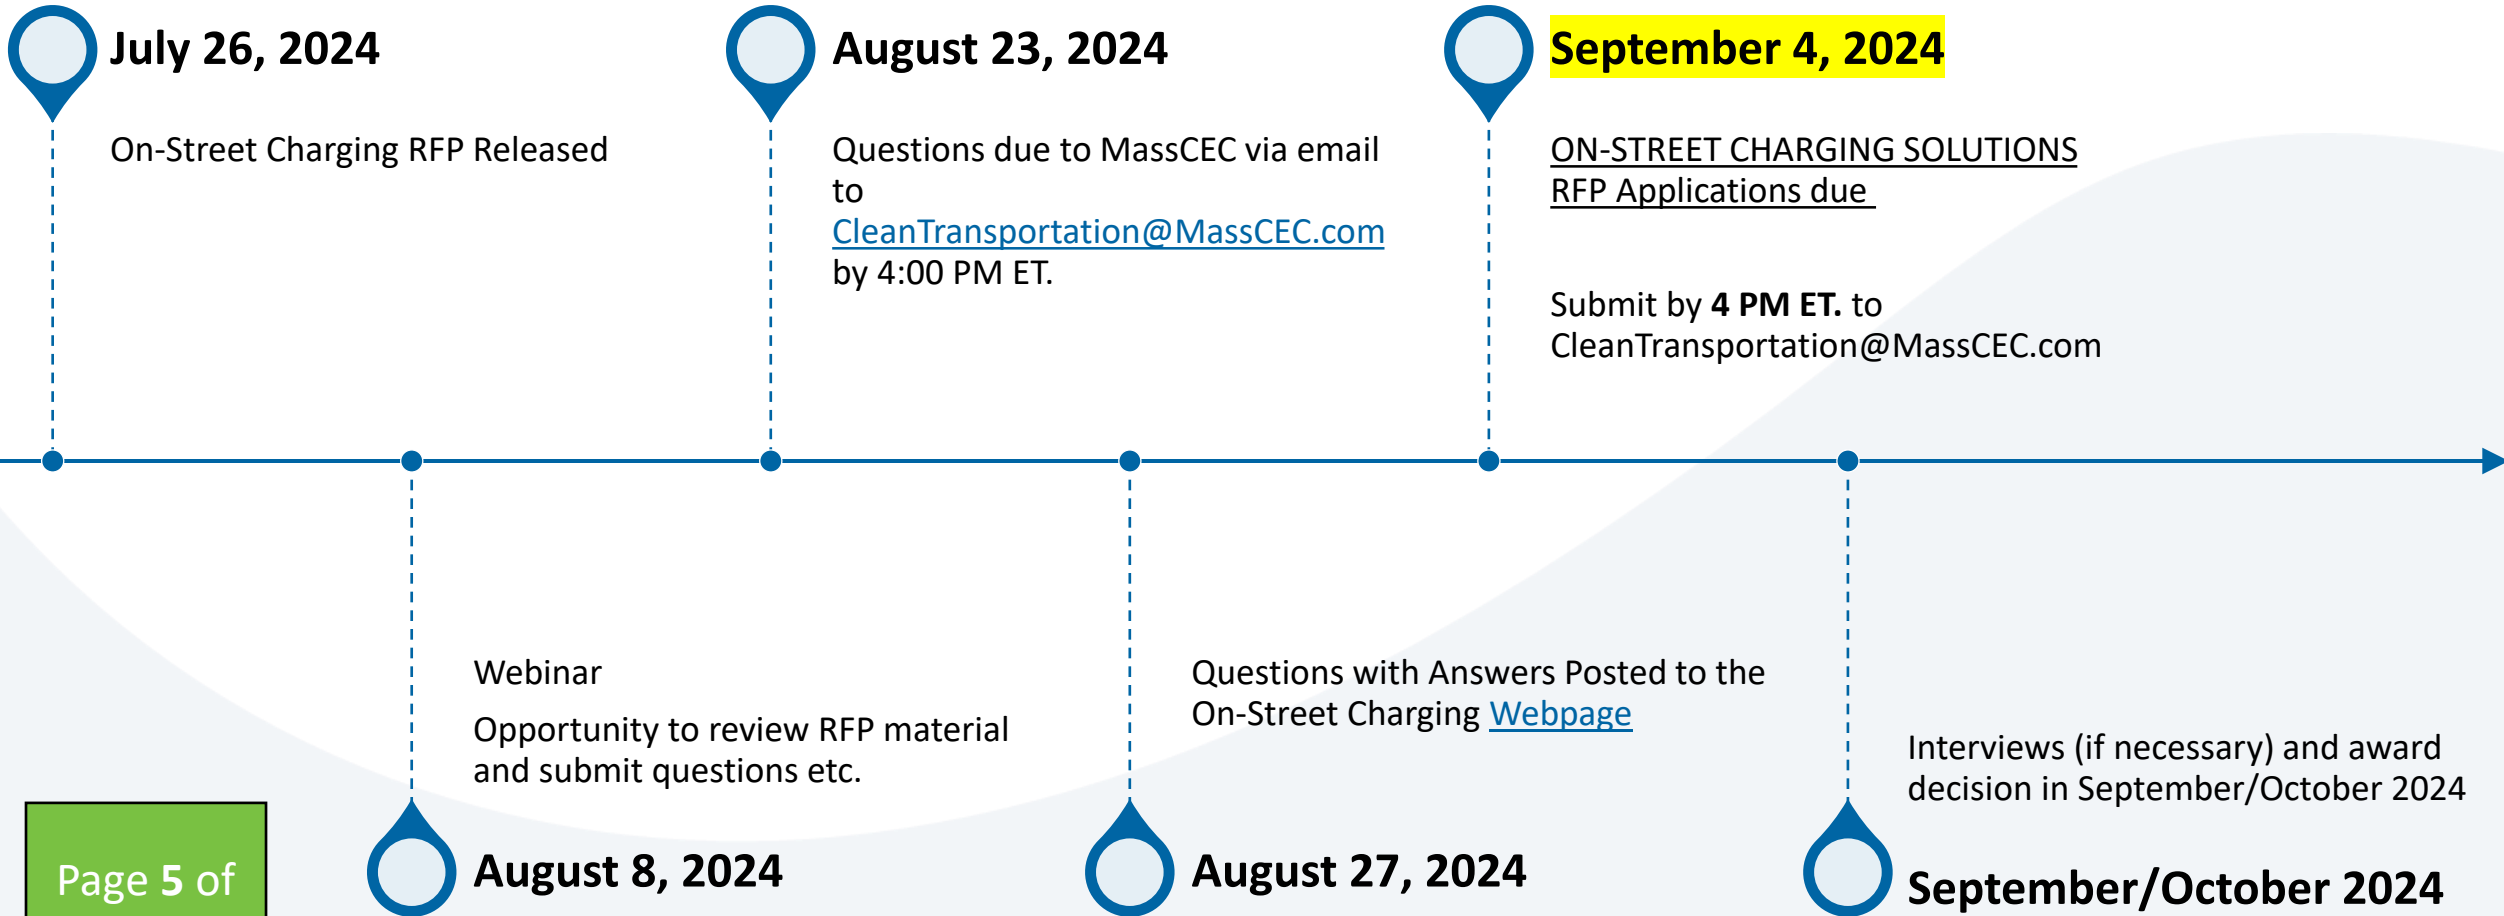 July 26, 2024
On-Street Charging RFP Released
August 23, 2024
Questions due to MassCEC via email
to
CleanTransportation@MassCEC.com
by 4:00 PM ET.
September 4, 2024
ON-STREET CHARGING SOLUTIONS
RFP Applications due
Submit by 4 PM ET. to
CleanTransportation@MassCEC.com
Webinar
Opportunity to review RFP material
and submit questions etc.
August 8, 2024
Questions with Answers Posted to the
On-Street Charging Webpage
August 27, 2024
Interviews (if necessary) and award
decision in September/October 2024
September/October 2024
Page 5 of